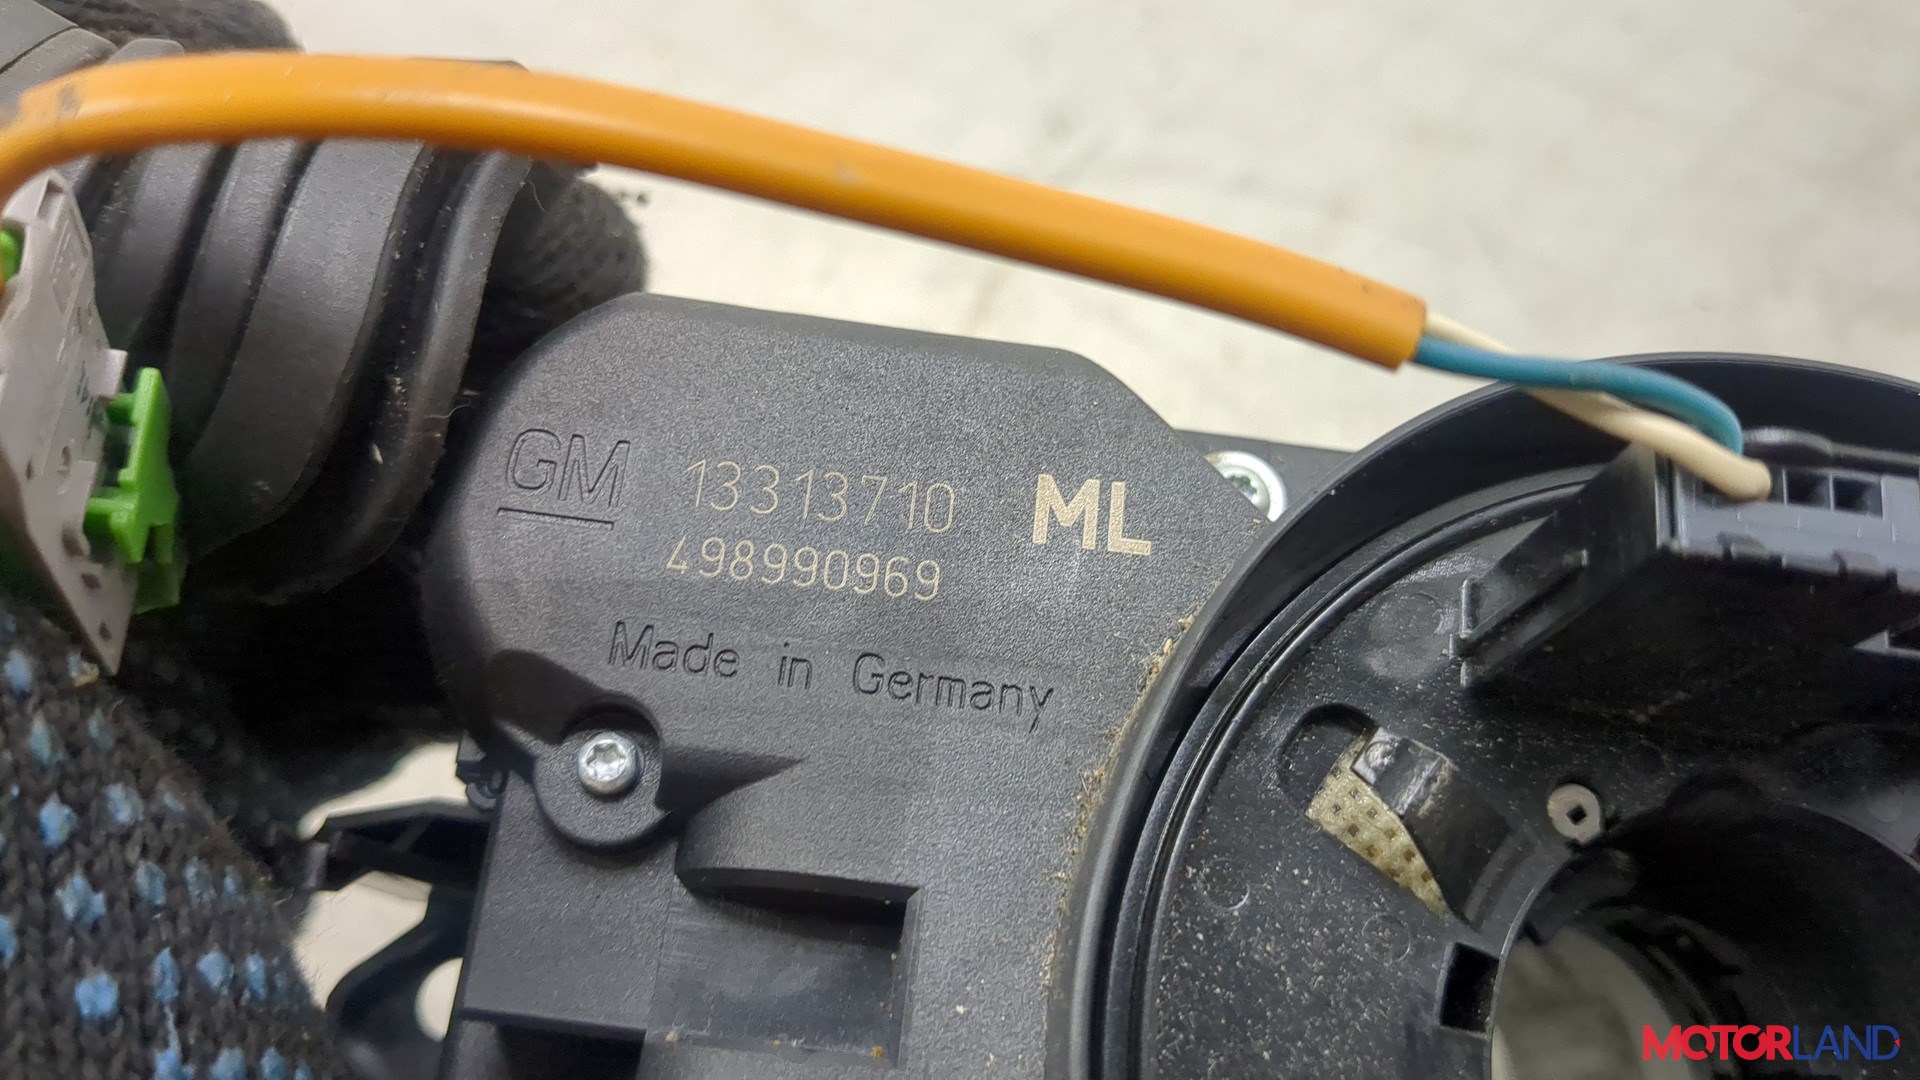 GM 13313710 ML
498990969
Made in Germany
MOTORLAND